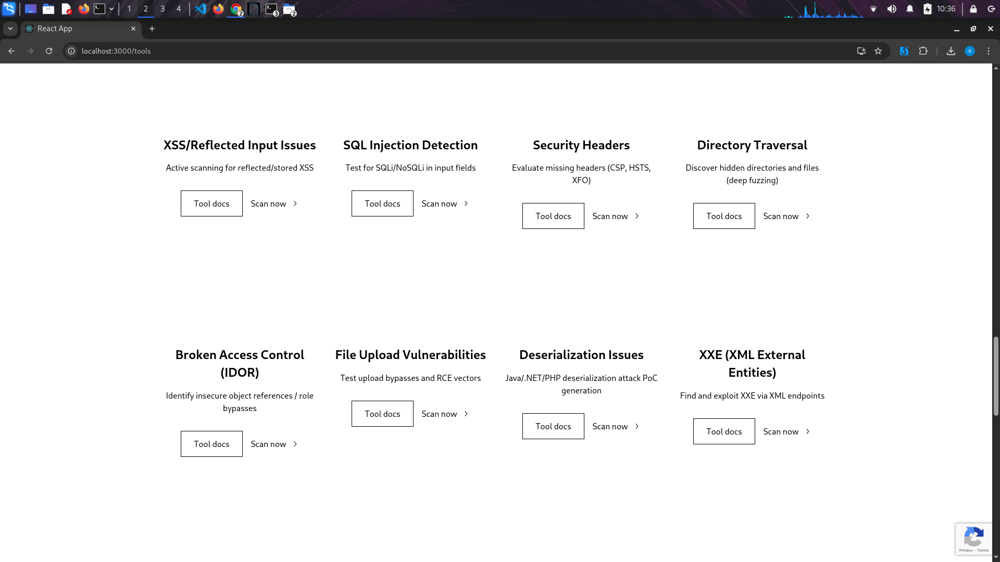 1 2 3 4
2 3 2
10:36
React App
localhost:3000/tools
s
XSS/Reflected Input Issues
Active scanning for reflected/stored XSS
Tool docs Scan now
SQL Injection Detection
Test for SQLi/NoSQLi in input fields
Tool docs Scan now
Security Headers
Evaluate missing headers (CSP, HSTS,
XFO)
Tool docs Scan now
Directory Traversal
Discover hidden directories and files
(deep fuzzing)
Tool docs Scan now
Broken Access Control
(IDOR)
Identify insecure object references / role
bypasses
Tool docs Scan now
File Upload Vulnerabilities
Test upload bypasses and RCE vectors
Tool docs Scan now
Deserialization Issues
Java/.NET/PHP deserialization attack PoC
generation
Tool docs Scan now
XXE (XML External
Entities)
Find and exploit XXE via XML endpoints
Tool docs Scan now
Privacy - Terms